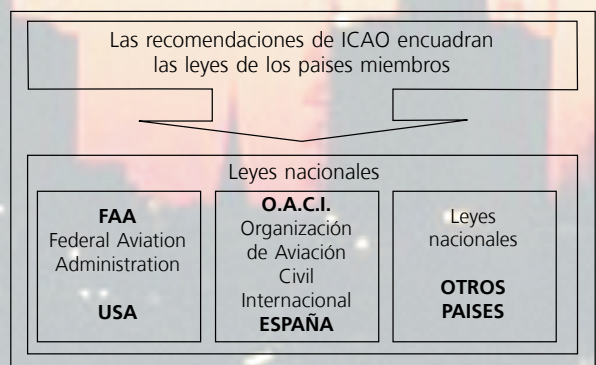 Las recomendaciones de ICAO encuadran
las leyes de los paises miembros
Leyes nacionales
FAA
Federal Aviation
Administration
USA
O.A.C.I.
Organización
de Aviación
Civil
Internacional
ESPAÑA
Leyes
nacionales
OTROS
PAISES